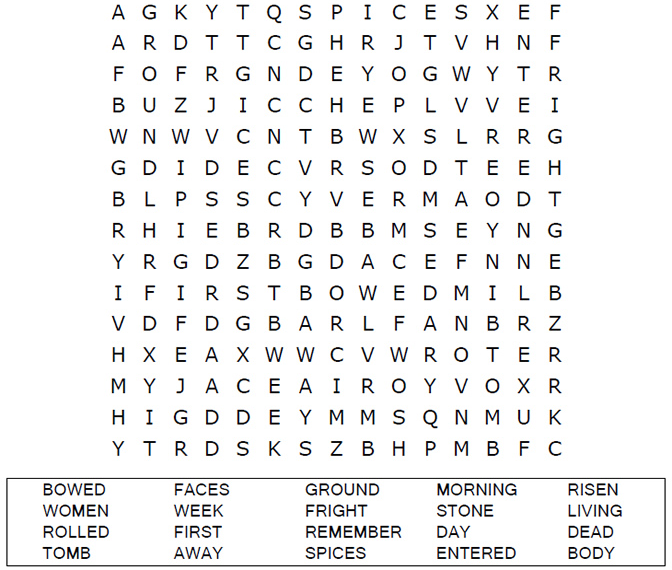 A G K Y T Q S P I C E S X E F
A R D T T C G H R J T V H N F
F O F R G N D E Y O G W Y T R
B U Z J I C C H E P L V V E I
W N W V C N T B W X S L R R G
G D I D E C V R S O D T E E H
B L P S S C Y V E R M A O D T
R H I E B R D B B M S E Y N G
Y R G D Z B G D A C E F N N E
I F I R S T B O W E D M I L B
V D F D G B A R L F A N B R Z
H X E A X W W C V W R O T E R
M Y J A C E A I R O Y V O X R
H I G D D E Y M M S Q N M U K
Y T R D S K S Z B H P M B F C
BOWED FACES GROUND MORNING RISEN
WOMEN WEEK FRIGHT STONE LIVING
ROLLED FIRST REMEMBER DAY DEAD
TOMB AWAY SPICES ENTERED BODY